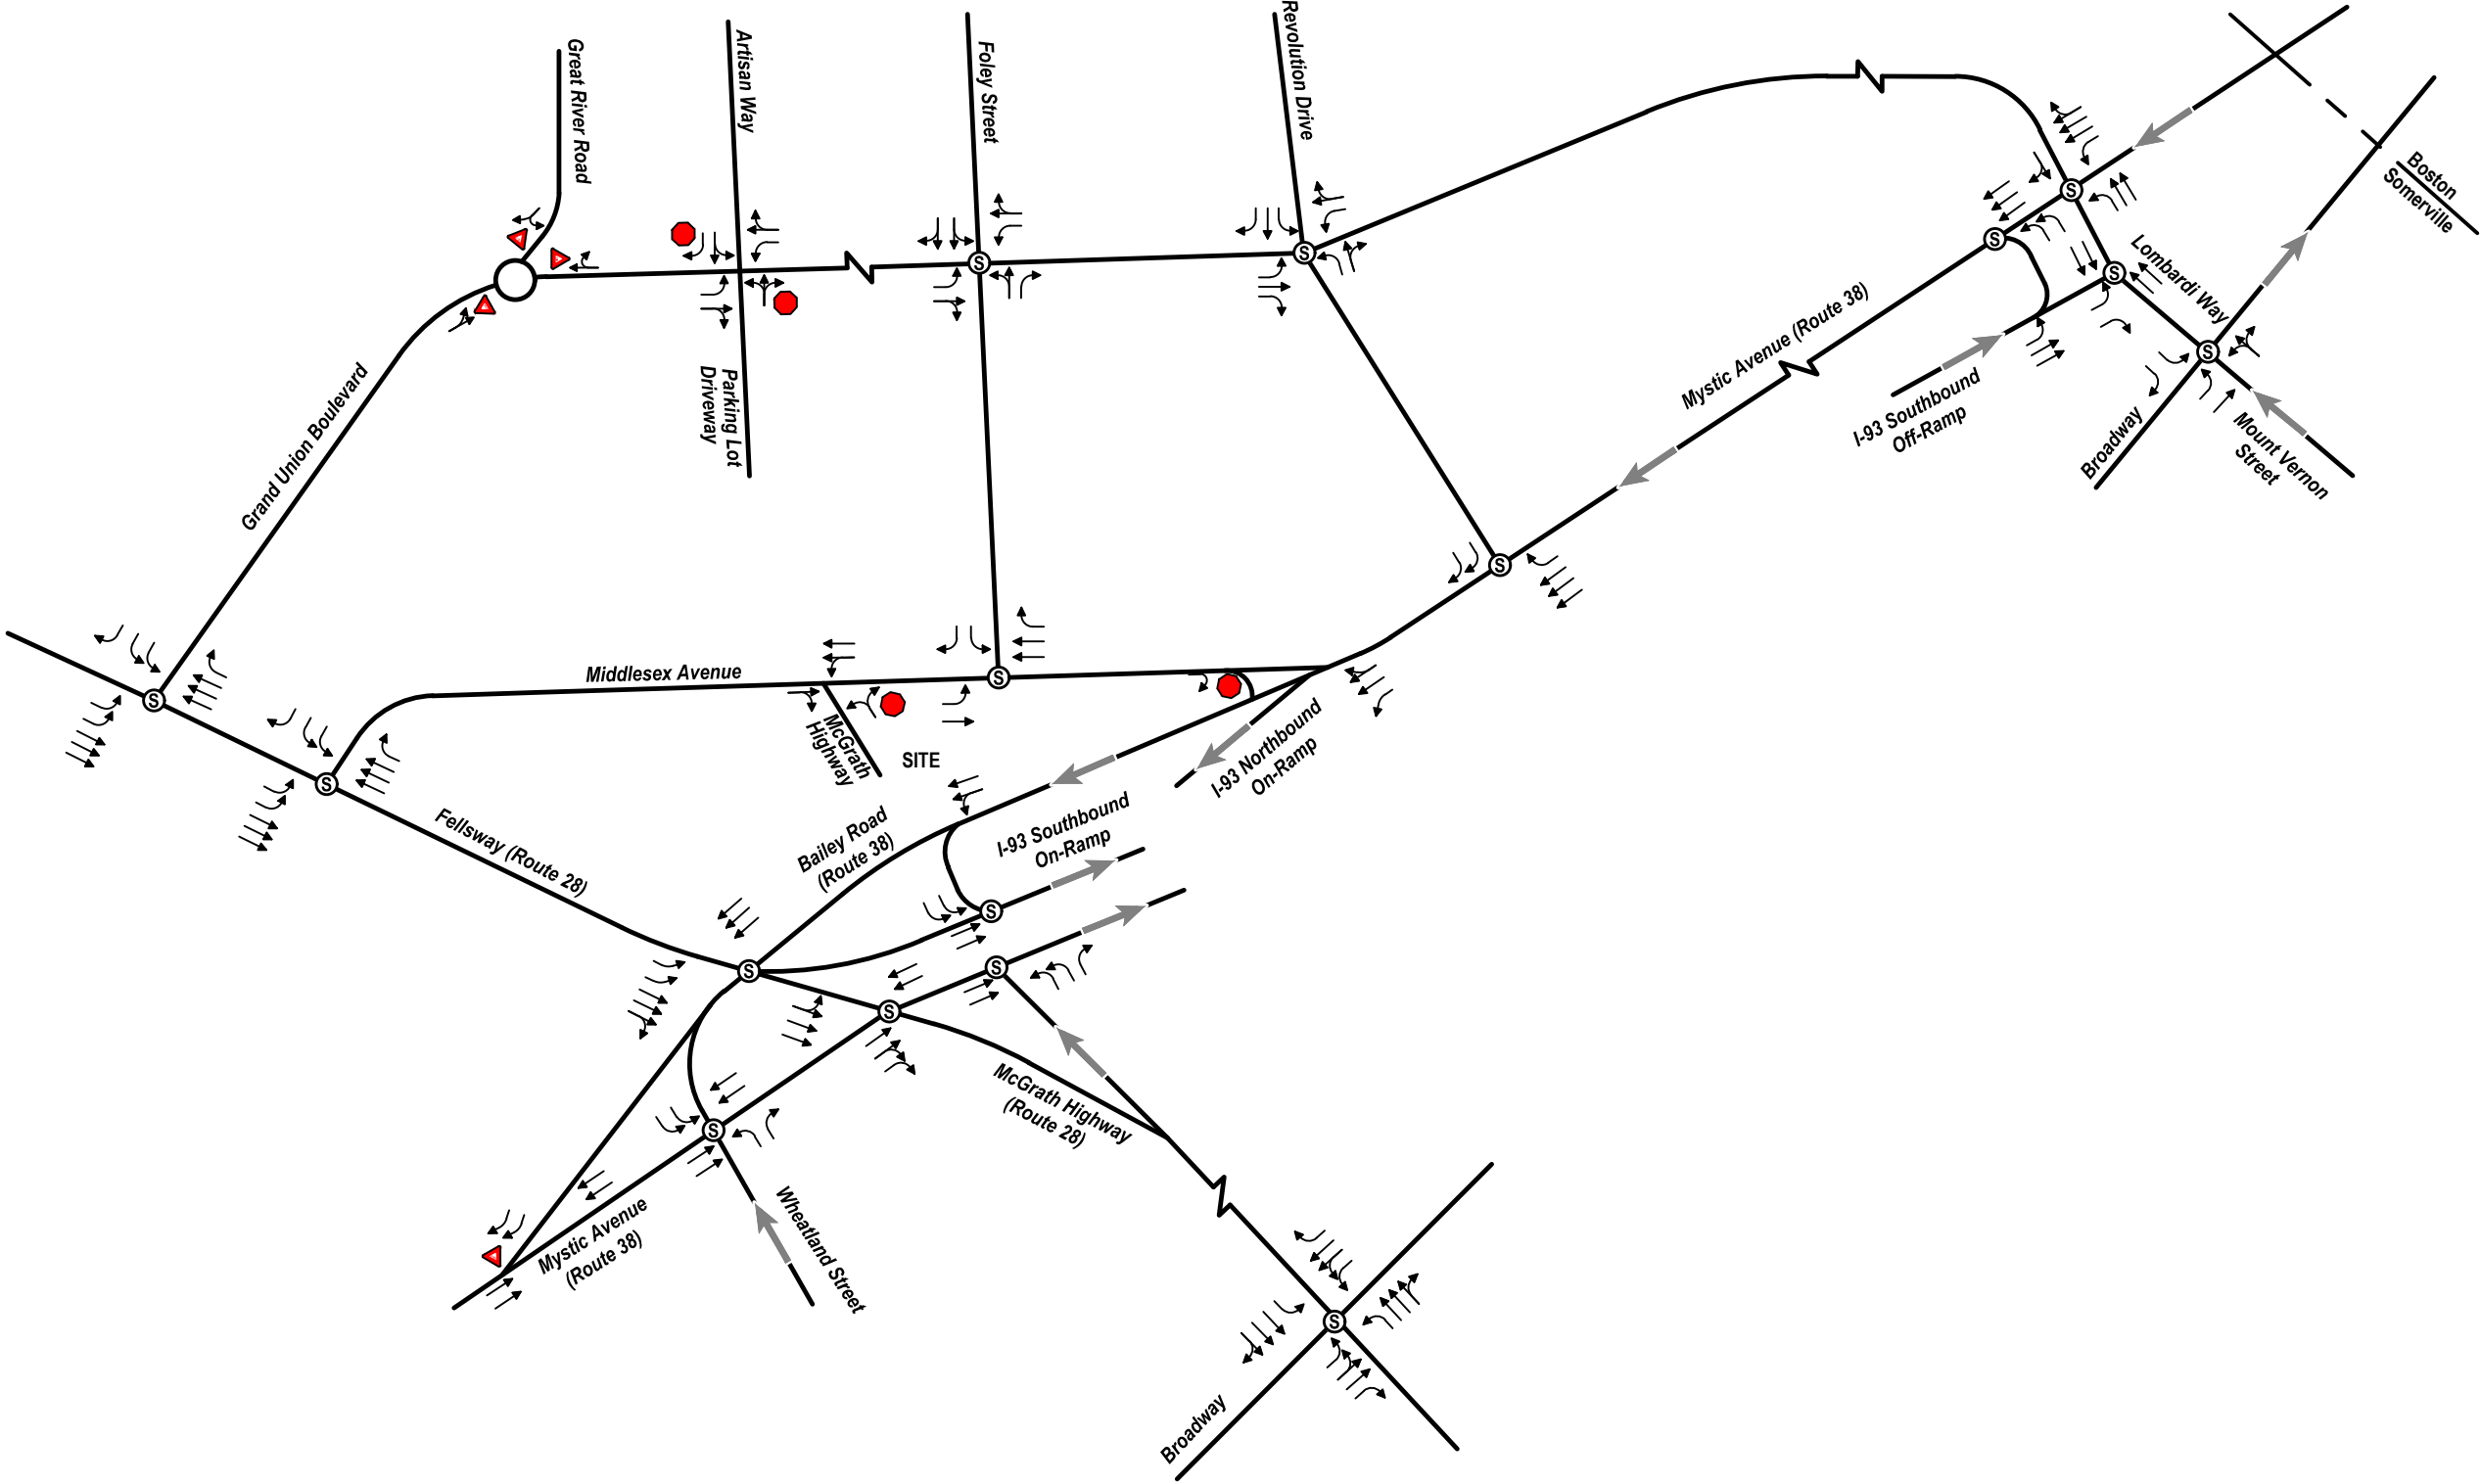 Great River Road
Artisan Way
Foley Street
Revolution Drive
Boston
Somerville
S
S
S
S
S
Lombardi Way
S
Mystic Avenue (Route 38)
I-93 Southbound
Off-Ramp
Broadway
Mount Vernon
Street
Parking Lot
Driveway
Grand Union Boulevard
S
S
Middlesex Avenue
S
S
S
McGrath
Highway
SITE
I-93 Northbound
On-Ramp
Fellsway (Route 28)
Bailey Road
(Route 38)
I-93 Southbound
On-Ramp
S
S
S
S
McGrath Highway
(Route 28)
S
Wheatland Street
Mystic Avenue
(Route 38)
S
Broadway